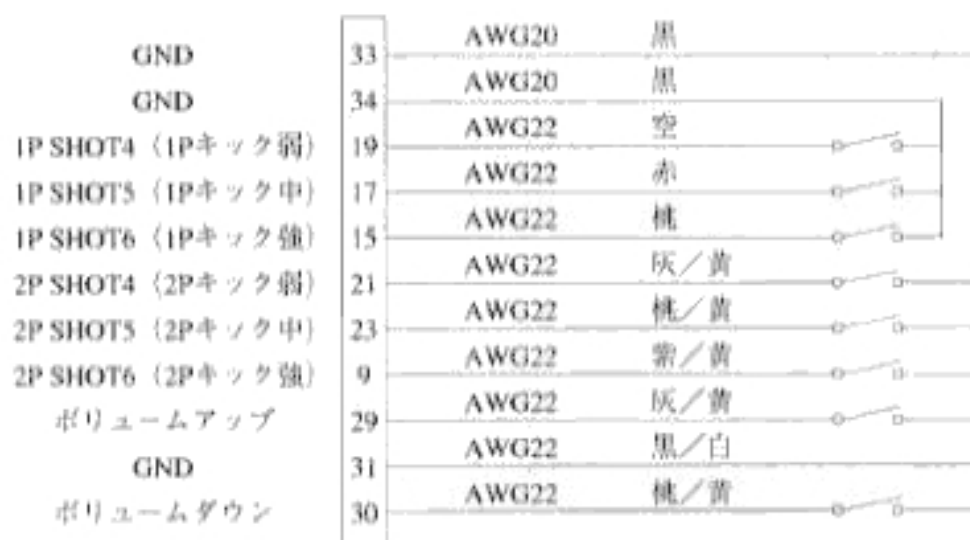 GND 33 AWG20 黒
GND 34 AWG20 黒
1P SHOT4（1Pキック弱） 19 AWG22 空
1P SHOT5（1Pキック中） 17 AWG22 赤
1P SHOT6（1Pキック強） 15 AWG22 桃
2P SHOT4（2Pキック弱） 21 AWG22 灰／黄
2P SHOT5（2Pキック中） 23 AWG22 桃／黄
2P SHOT6（2Pキック強） 9 AWG22 紫／黄
ボリュームアップ 29 AWG22 灰／黄
GND 31 AWG22 黒／白
ボリュームダウン 30 AWG22 桃／黄